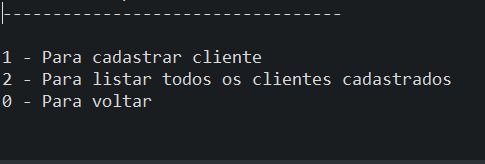 ----------------------------------
1 - Para cadastrar cliente
2 - Para listar todos os clientes cadastrados
0 - Para voltar